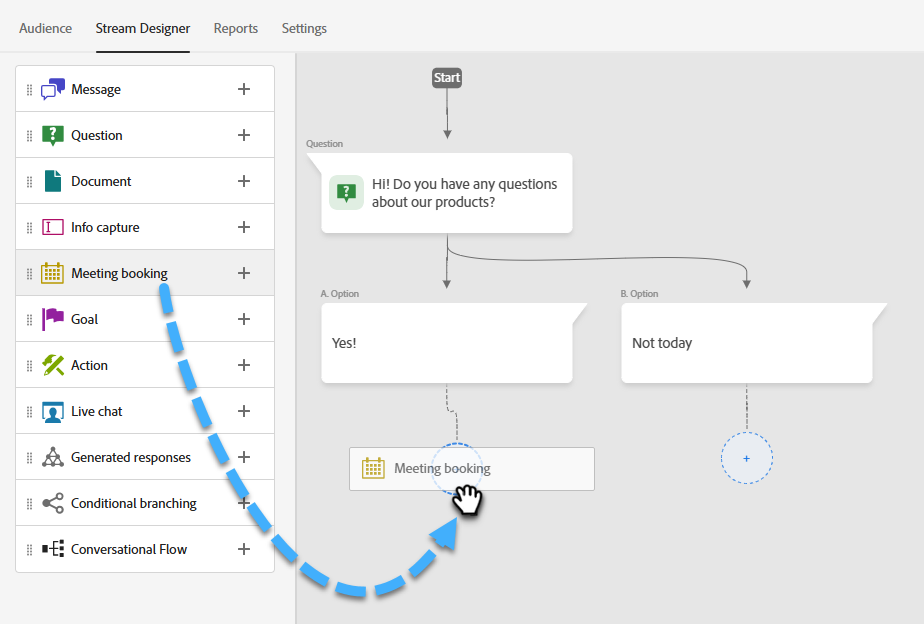 Audience Stream Designer Reports Settings
Message
Question
Document
Info capture
Meeting booking
Goal
Action
Live chat
Generated responses
Conditional branching
Conversational Flow
Start
Question
Hi! Do you have any questions
about our products?
A. Option
Yes!
B. Option
Not today
Meeting booking